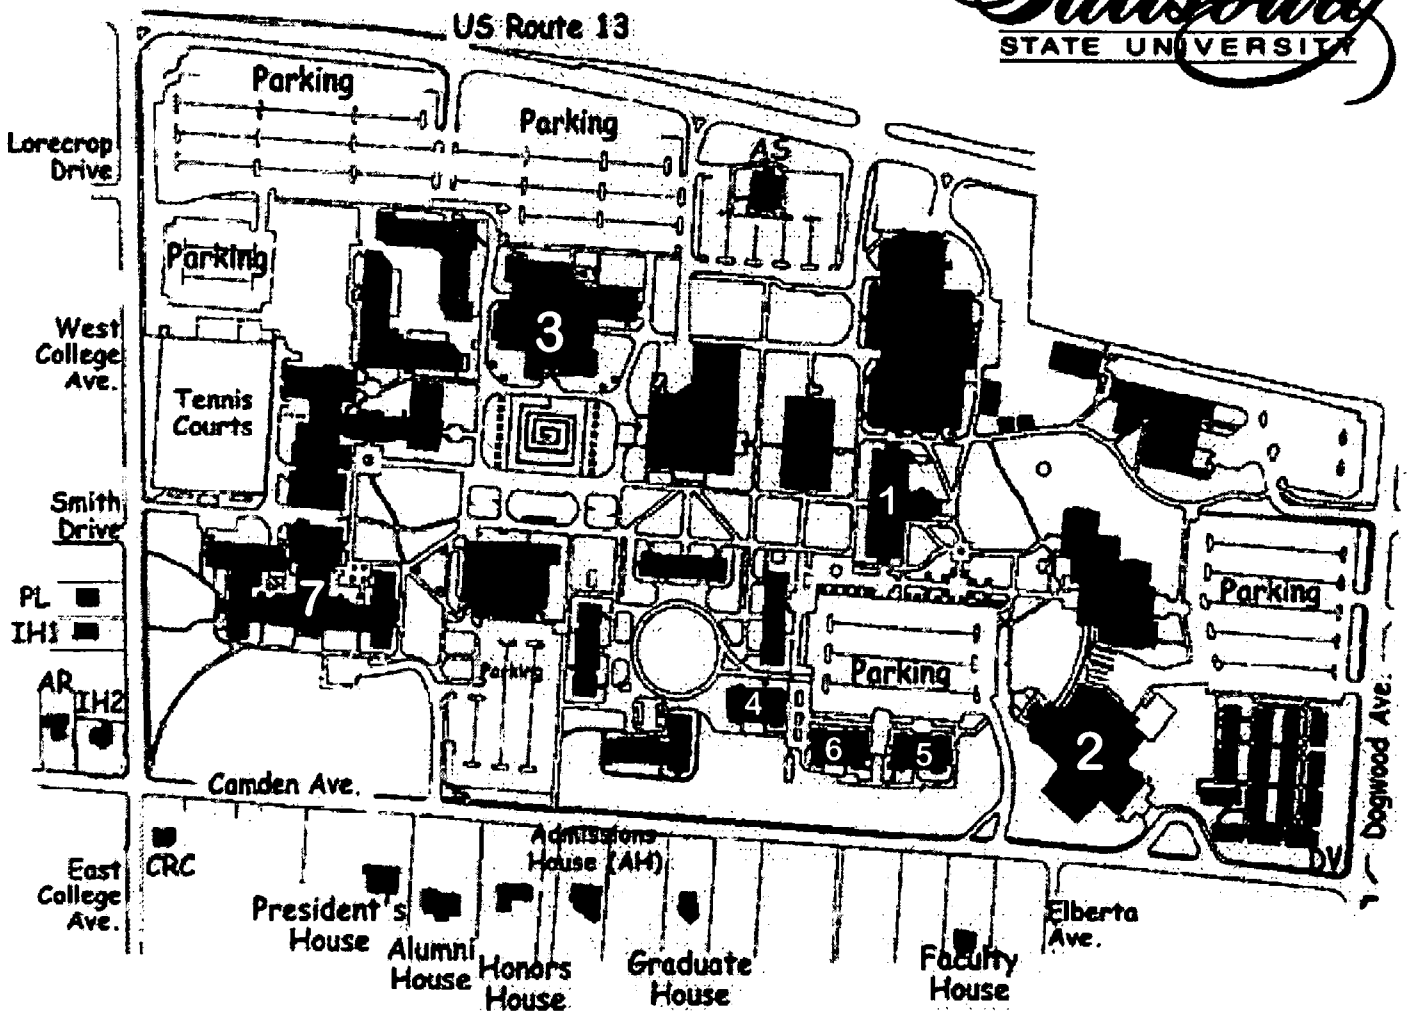 Salisbury
STATE UNIVERSITY
US Route 13
Parking
Parking
Lorecrop
Drive
AS
Parking
West
College
Ave.
3
Tennis
Courts
Smith
Drive
1
PL
IH1
7
Parking
Parking
Parking
AR
IH2
4
6
5
2
Dogwood Ave.
Camden Ave.
DV
CRC
Admissions
House (AH)
East
College
Ave.
President's
House
Alumni
House
Honors
House
Graduate
House
Faculty
House
Elberta
Ave.